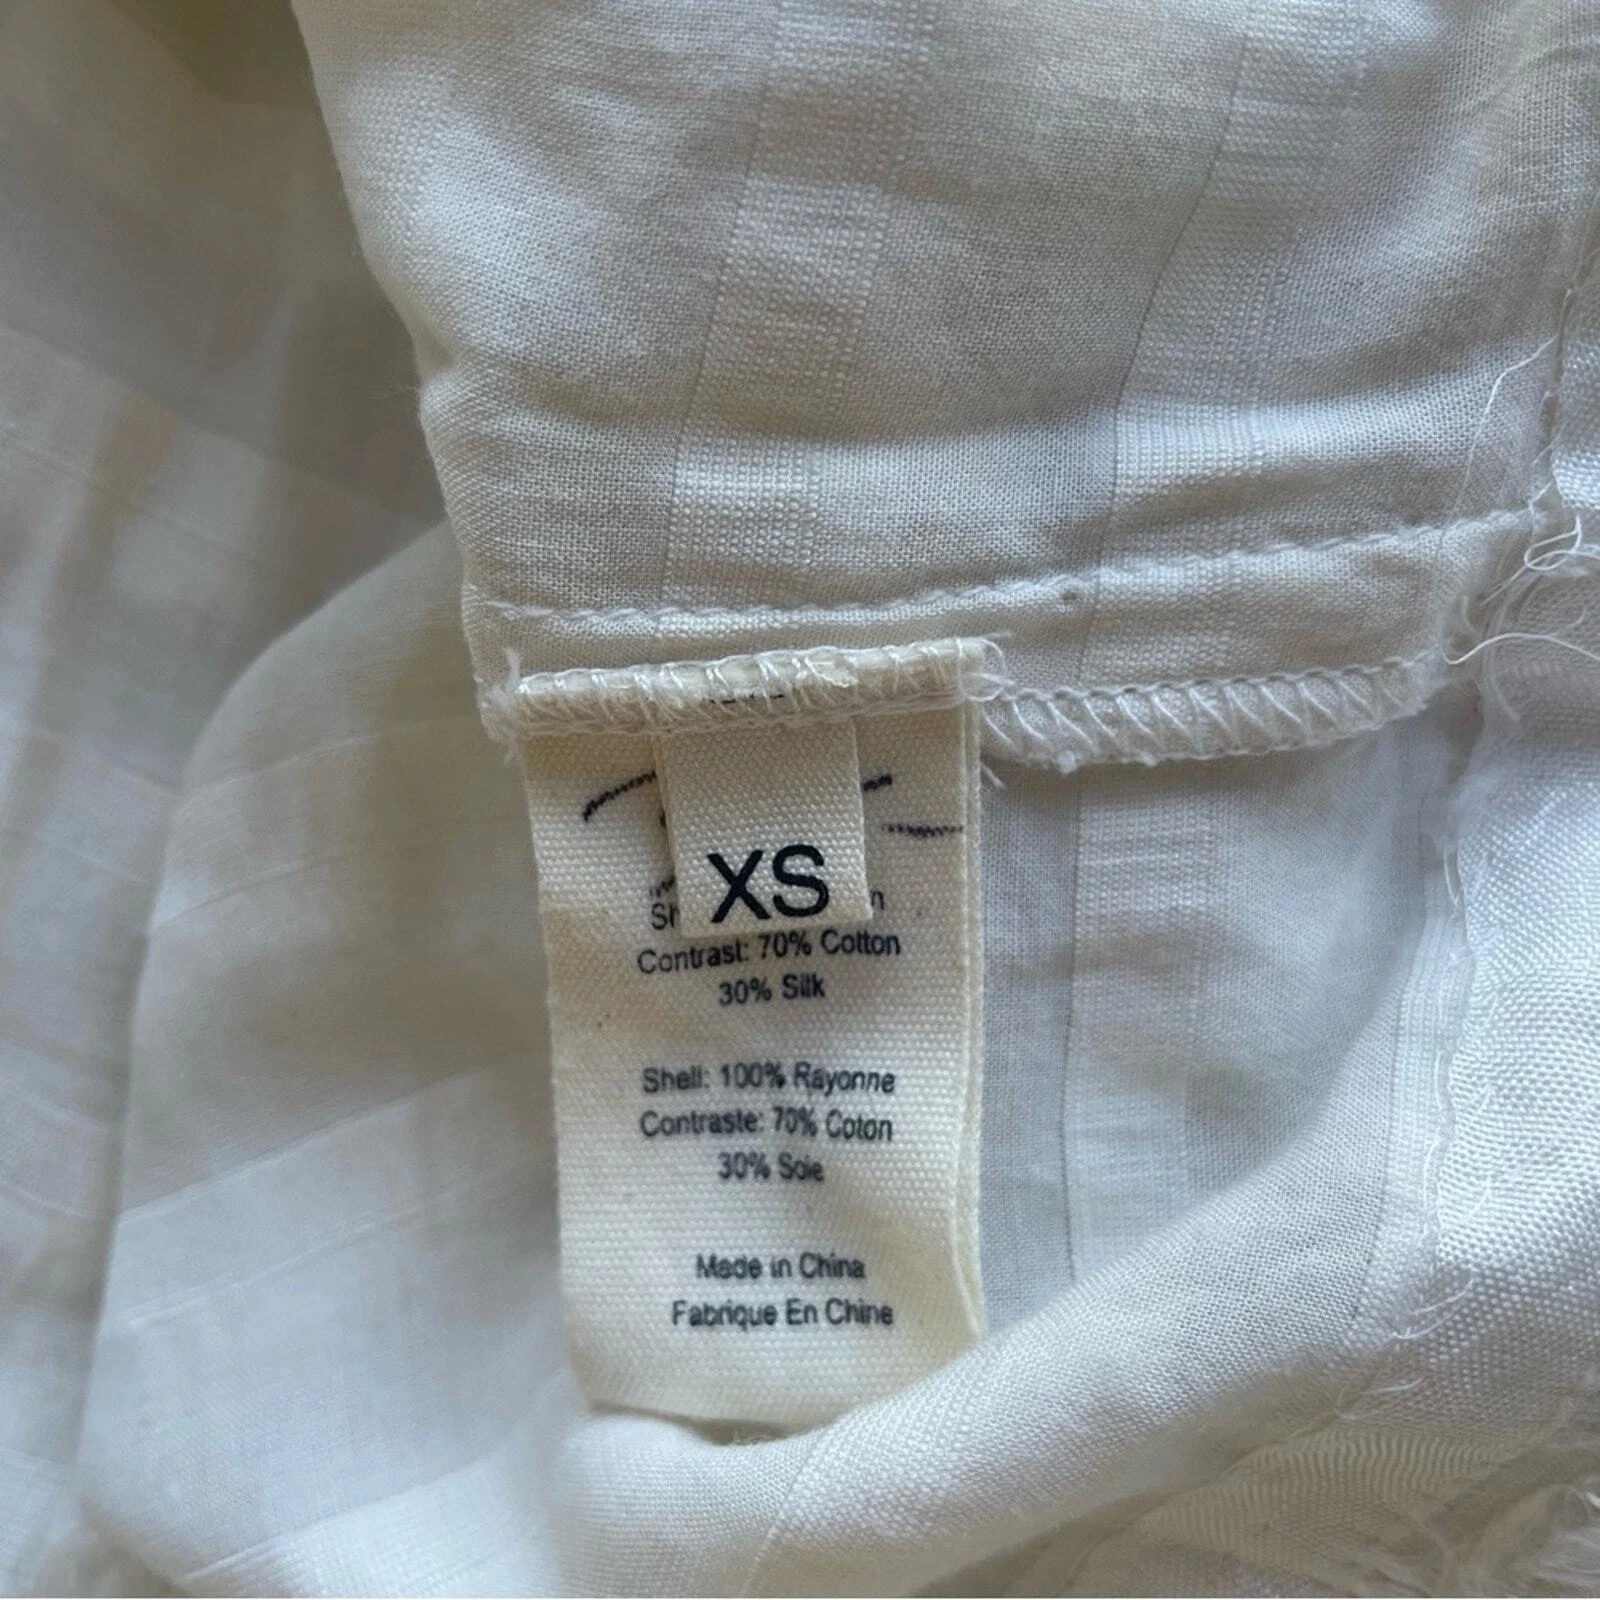 XS
Contrast: 70% Cotton
30% Silk
Shell: 100% Rayonne
Contraste: 70% Coton
30% Soie
Made in China
Fabrique En Chine